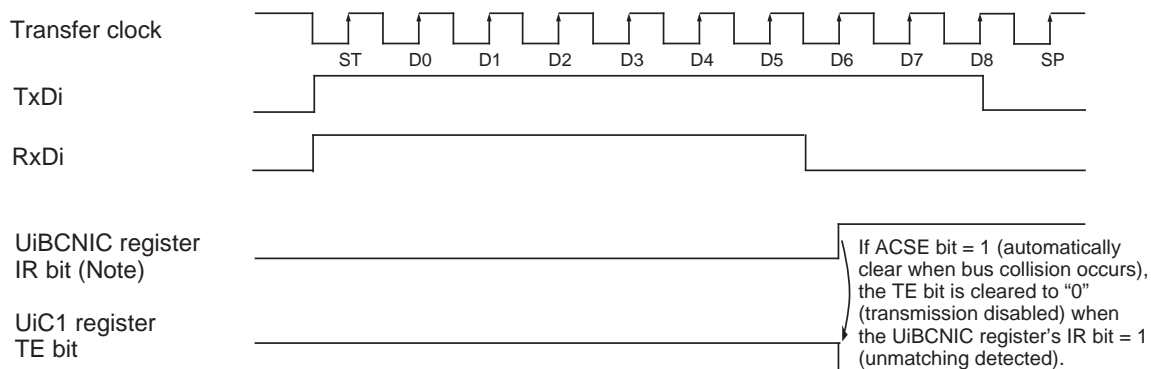 Transfer clock
ST D0 D1 D2 D3 D4 D5 D6 D7 D8 SP
TxDi
RxDi
UiBCNIC register
IR bit (Note)
If ACSE bit = 1 (automatically
clear when bus collision occurs),
the TE bit is cleared to “0”
(transmission disabled) when
the UiBCNIC register’s IR bit = 1
(unmatching detected).
UiC1 register
TE bit